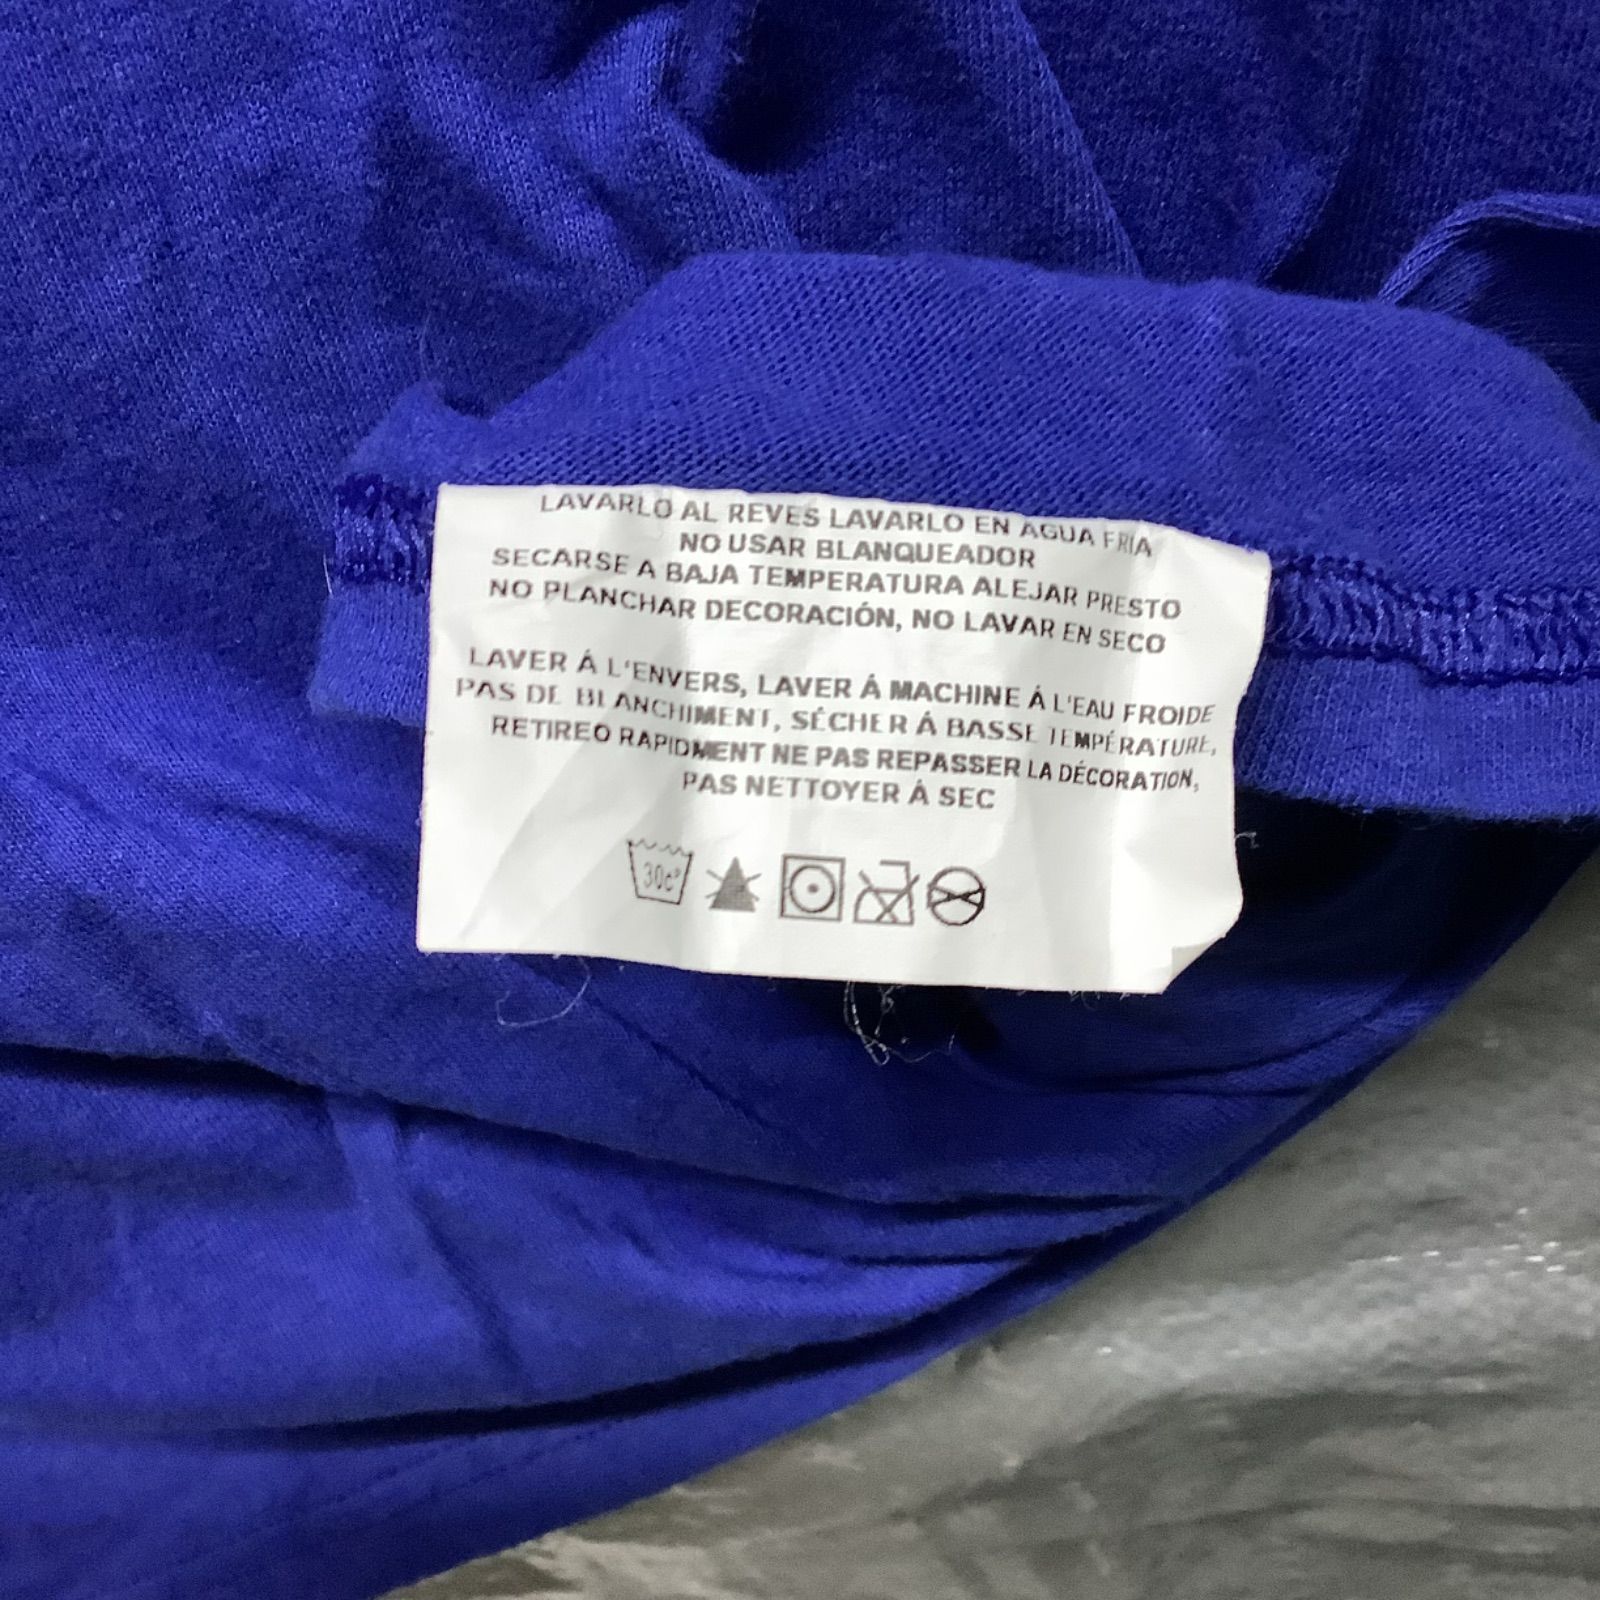 LAVARLO AL REVES LAVARLO EN AGUA FRIA
NO USAR BLANQUEADOR
SECARSE A BAJA TEMPERATURA ALEJAR PRESTO
NO PLANCHAR DECORACIÓN, NO LAVAR EN SECO
LAVER Á L'ENVERS, LAVER Á MACHINE Á L'EAU FROIDE
PAS DE BLANCHIMENT, SÉCHER Á BASSE TEMPÉRATURE,
RETIREO RAPIDMENT NE PAS REPASSER LA DÉCORATION,
PAS NETTOYER Á SEC
30c°